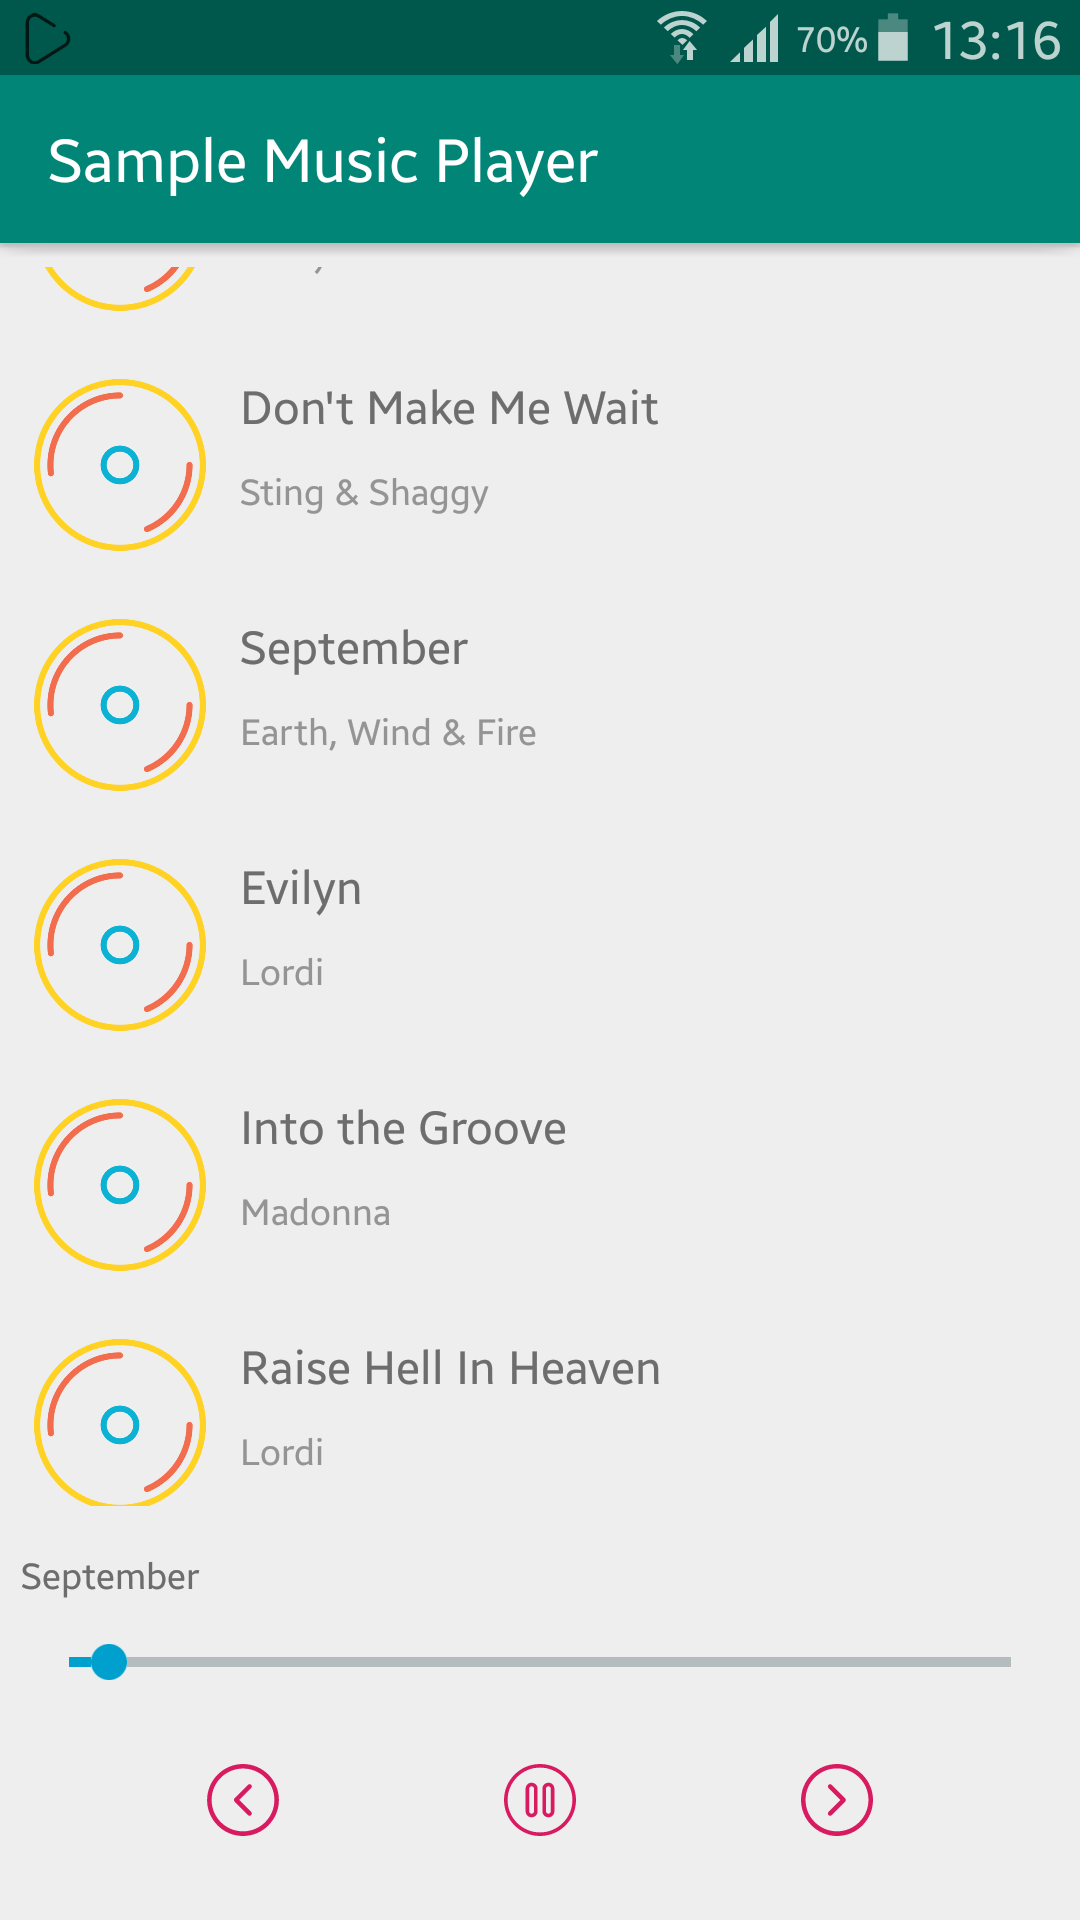 70% 13:16
Sample Music Player
Don't Make Me Wait
Sting & Shaggy
September
Earth, Wind & Fire
Evilyn
Lordi
Into the Groove
Madonna
Raise Hell In Heaven
Lordi
September